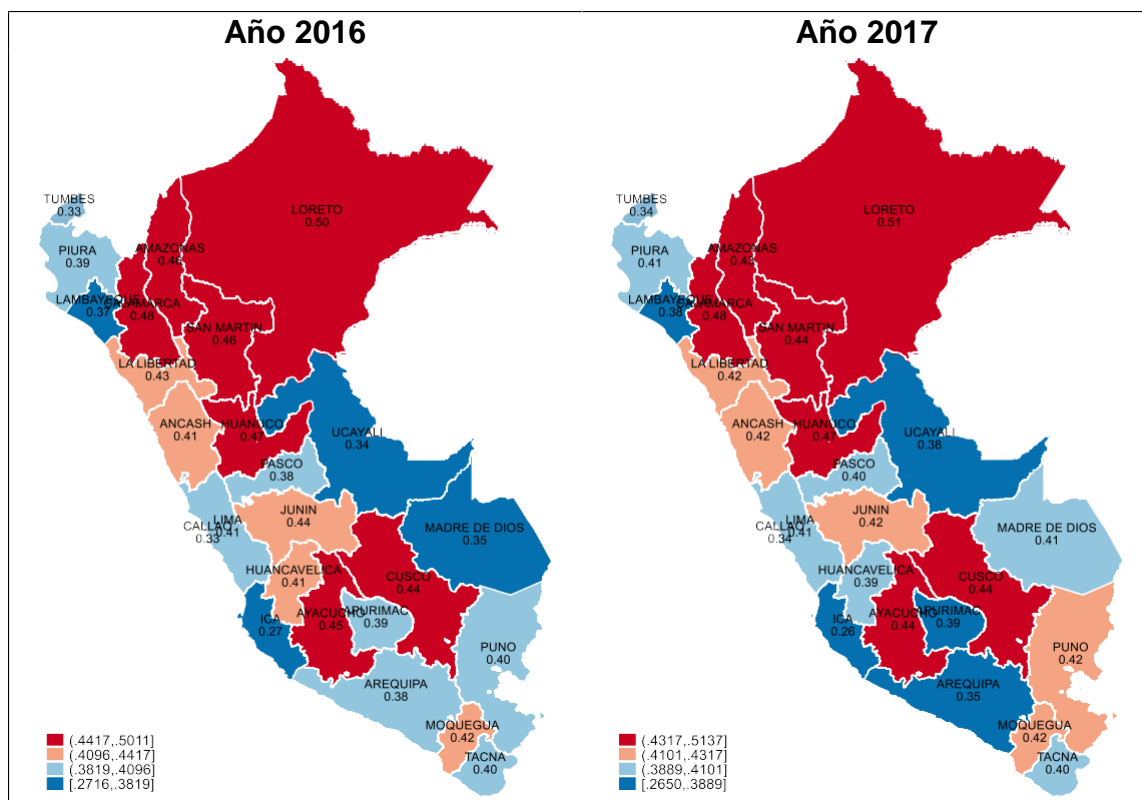 Año 2016
TUMBES
0.33
PIURA
0.39
LORETO
0.50
AMAZONAS
0.46
LAMBAYEQUE
0.37
CAJAMARCA
0.48
SAN MARTIN
0.46
LA LIBERTAD
0.43
ANCASH
0.41
HUANUCO
0.47
UCAYALI
0.34
PASCO
0.38
LIMA
0.41
CALLAO
0.33
JUNIN
0.44
MADRE DE DIOS
0.35
HUANCAVELICA
0.41
CUSCO
0.44
AYACUCHO
0.45
APURIMAC
0.39
ICA
0.27
PUNO
0.40
AREQUIPA
0.38
MOQUEGUA
0.42
TACNA
0.40
(.4417,.5011]
(.4096,.4417]
(.3819,.4096]
[.2716,.3819]
Año 2017
TUMBES
0.34
PIURA
0.41
LORETO
0.51
AMAZONAS
0.43
LAMBAYEQUE
0.38
CAJAMARCA
0.48
SAN MARTIN
0.44
LA LIBERTAD
0.42
ANCASH
0.42
HUANUCO
0.47
UCAYALI
0.38
PASCO
0.40
LIMA
0.41
CALLAO
0.34
JUNIN
0.42
MADRE DE DIOS
0.41
HUANCAVELICA
0.39
CUSCO
0.44
AYACUCHO
0.44
APURIMAC
0.39
ICA
0.26
PUNO
0.42
AREQUIPA
0.35
MOQUEGUA
0.42
TACNA
0.40
(.4317,.5137]
(.4101,.4317]
(.3889,.4101]
[.2650,.3889]